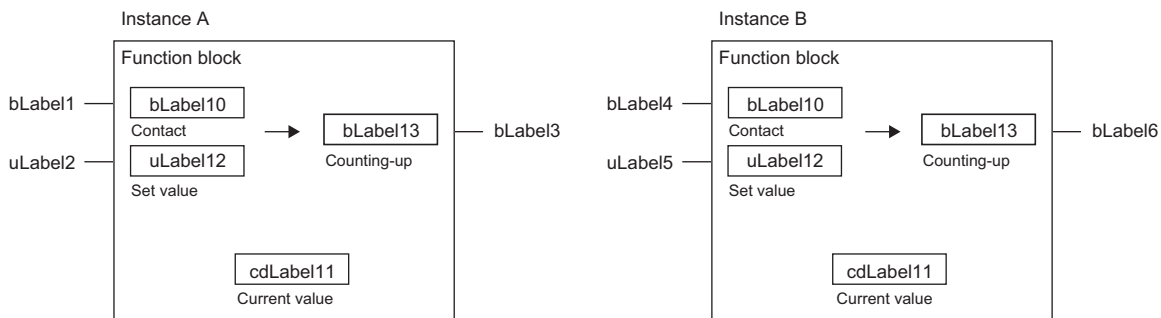 Instance A
Function block
bLabel1
bLabel10
Contact
bLabel13
Counting-up
bLabel3
uLabel2
uLabel12
Set value
cdLabel11
Current value
Instance B
Function block
bLabel4
bLabel10
Contact
bLabel13
Counting-up
bLabel6
uLabel5
uLabel12
Set value
cdLabel11
Current value